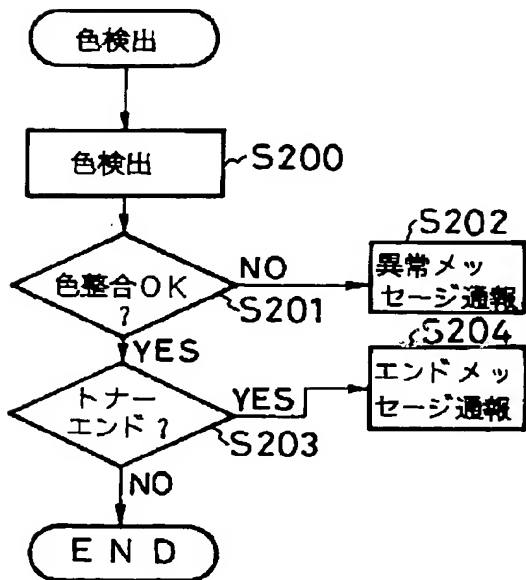 色検出
色検出
S200
色整合OK
?
NO
S201
S202
異常メッ
セージ通報
YES
トナー
エンド?
YES
S203
S204
エンドメッ
セージ通報
NO
END